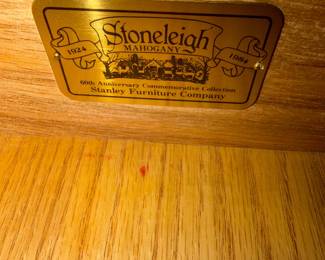 Stoneleigh
MAHOGANY
1924
1984
60th Anniversary Commemorative Collection
Stanley Furniture Company